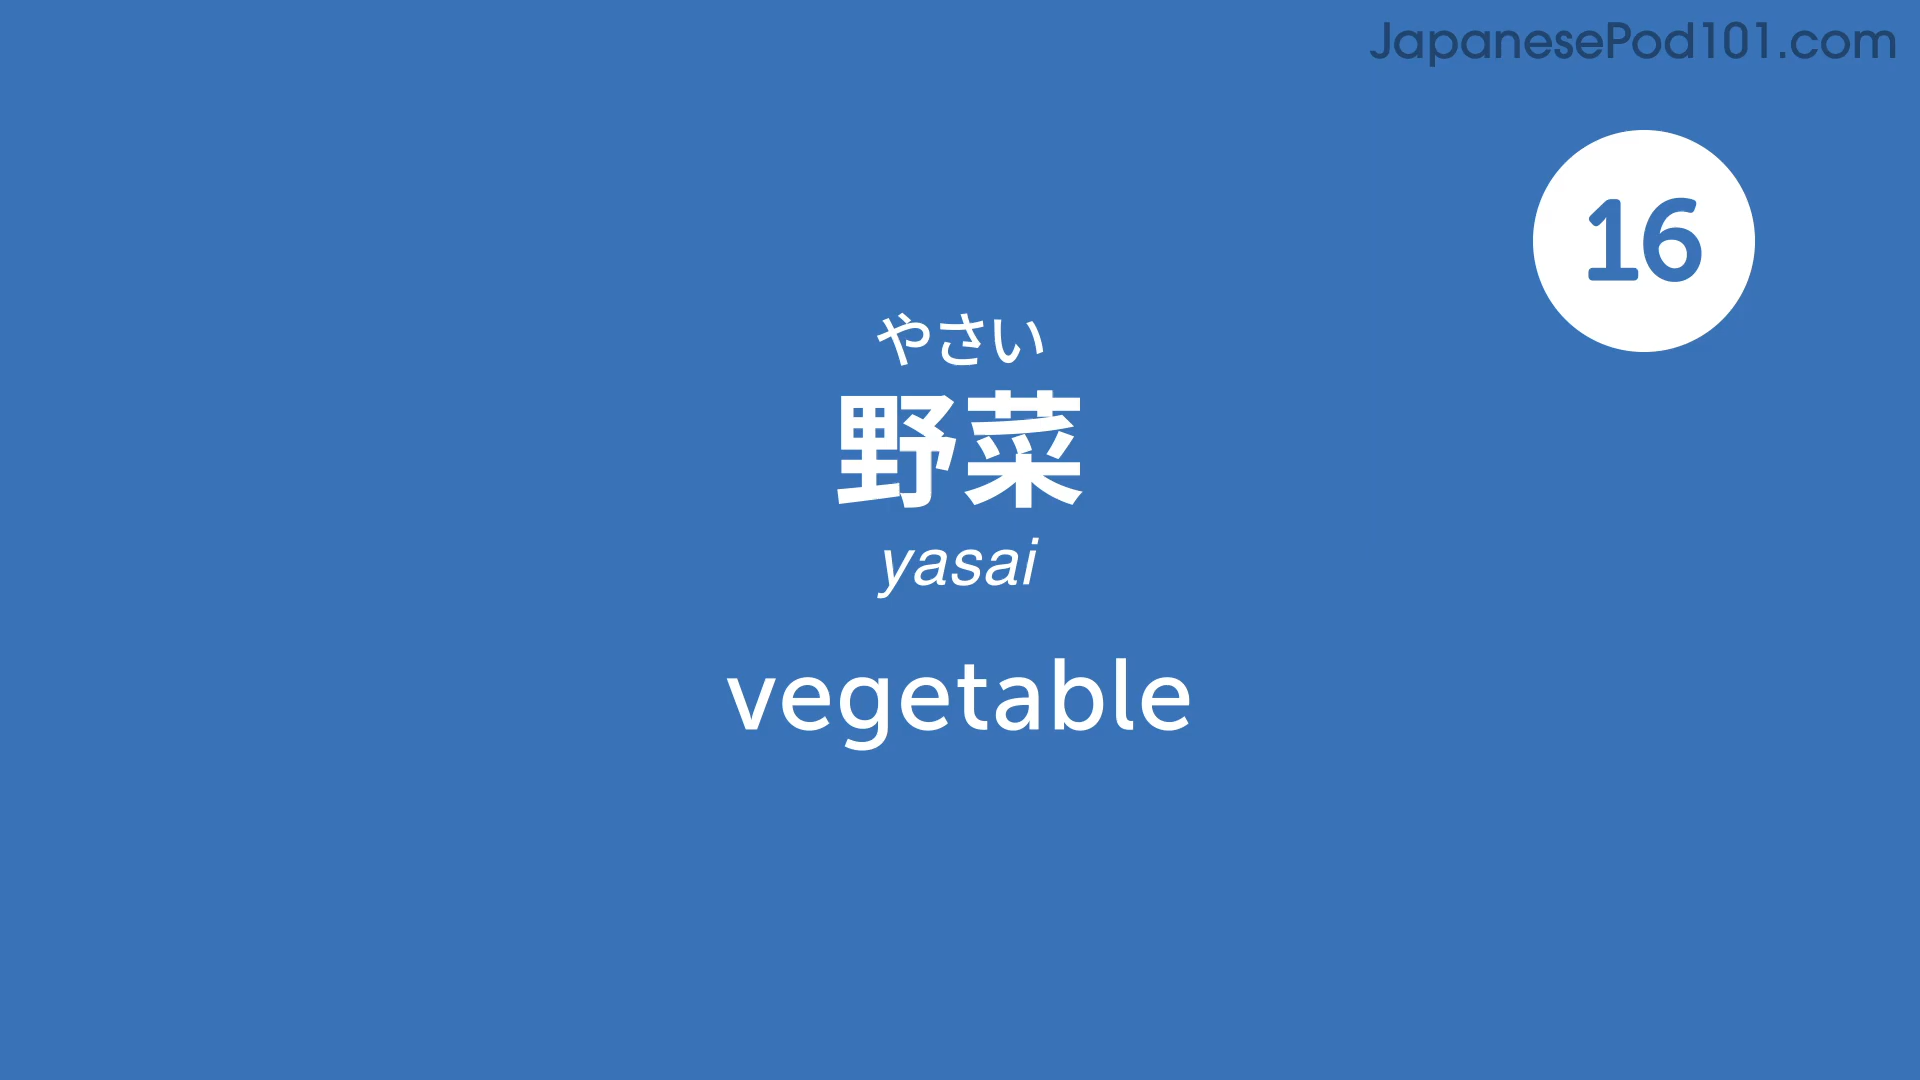 JapanesePod101.com
16
やさい
野菜
yasai
vegetable